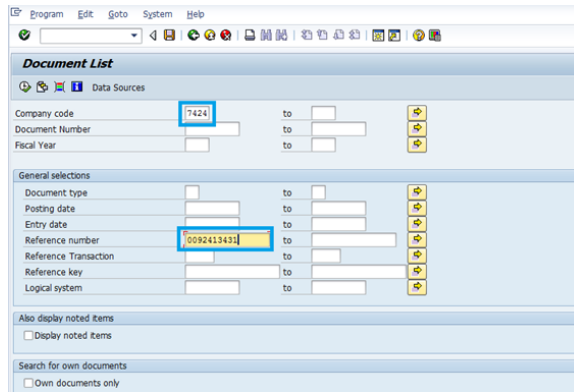 Program Edit Goto System Help
Document List
Data Sources
Company code 7424 to
Document Number to
Fiscal Year to
General selections
Document type to
Posting date to
Entry date to
Reference number 0092413431 to
Reference Transaction to
Reference key to
Logical system to
Also display noted items
Display noted items
Search for own documents
Own documents only